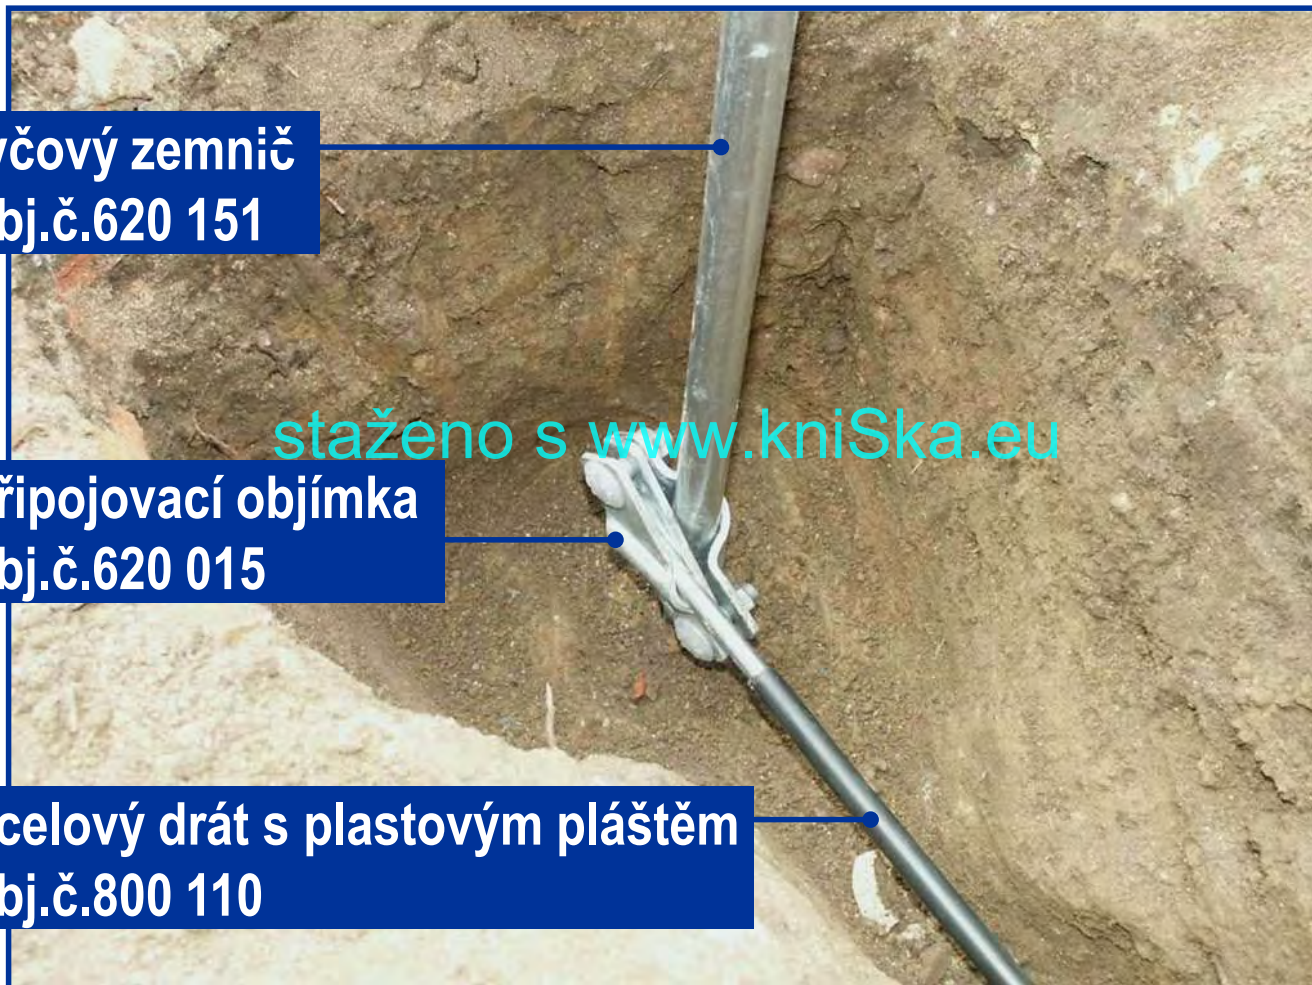 yčový zemnič
bj.č.620 151
staženo s www.kniSka.eu
řipojovací objímka
bj.č.620 015
celový drát s plastovým pláštěm
bj.č.800 110